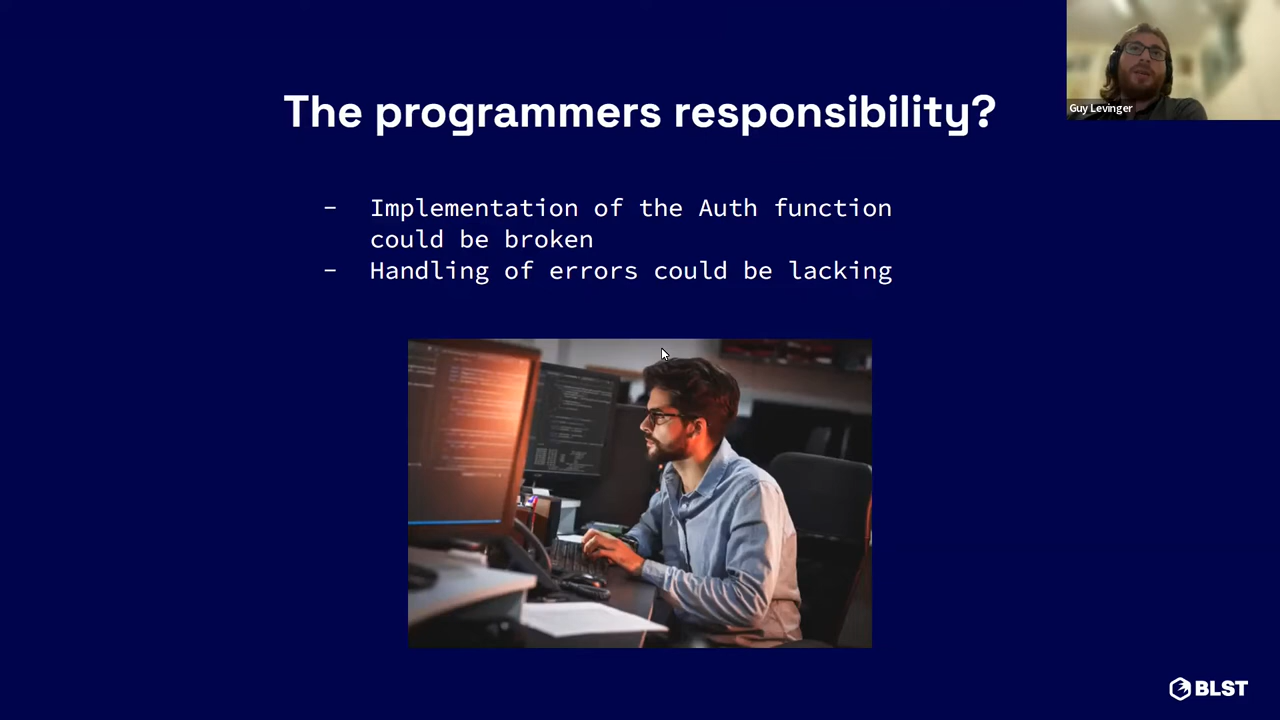 The programmers responsibility?
Guy Levinger
- Implementation of the Auth function
could be broken
- Handling of errors could be lacking
BLST